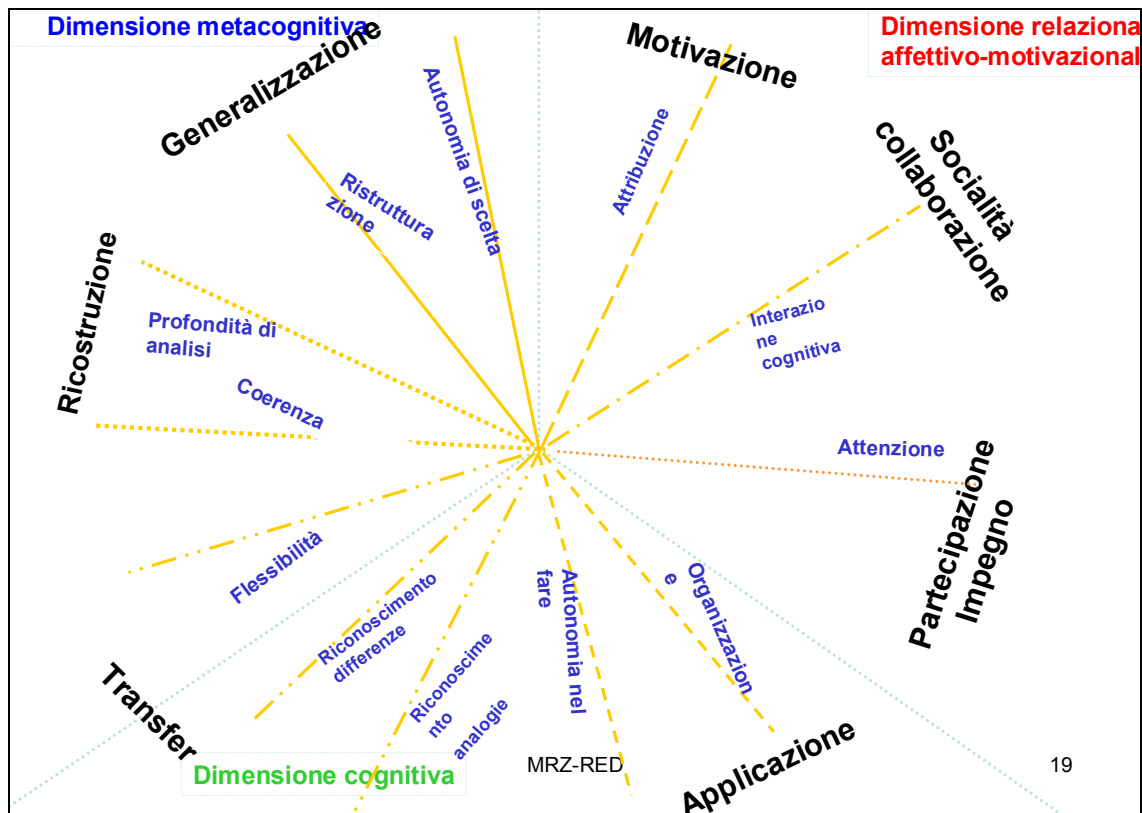 Dimensione metacognitiva
Dimensione relaziona
affettivo-motivazional
Generalizzazione
Motivazione
Socialità
collaborazione
Autonomia di scelta
Ristruttura
zione
Attribuzione
Ricostruzione
Profondità di
analisi
Coerenza
Interazio
ne
cognitiva
Attenzione
Partecipazione
Impegno
Flessibilità
Riconoscimento
differenze
Riconoscime
nto
analogie
Autonomia nel
fare
Organizzazion
e
Transfer
Applicazione
Dimensione cognitiva
MRZ-RED
19